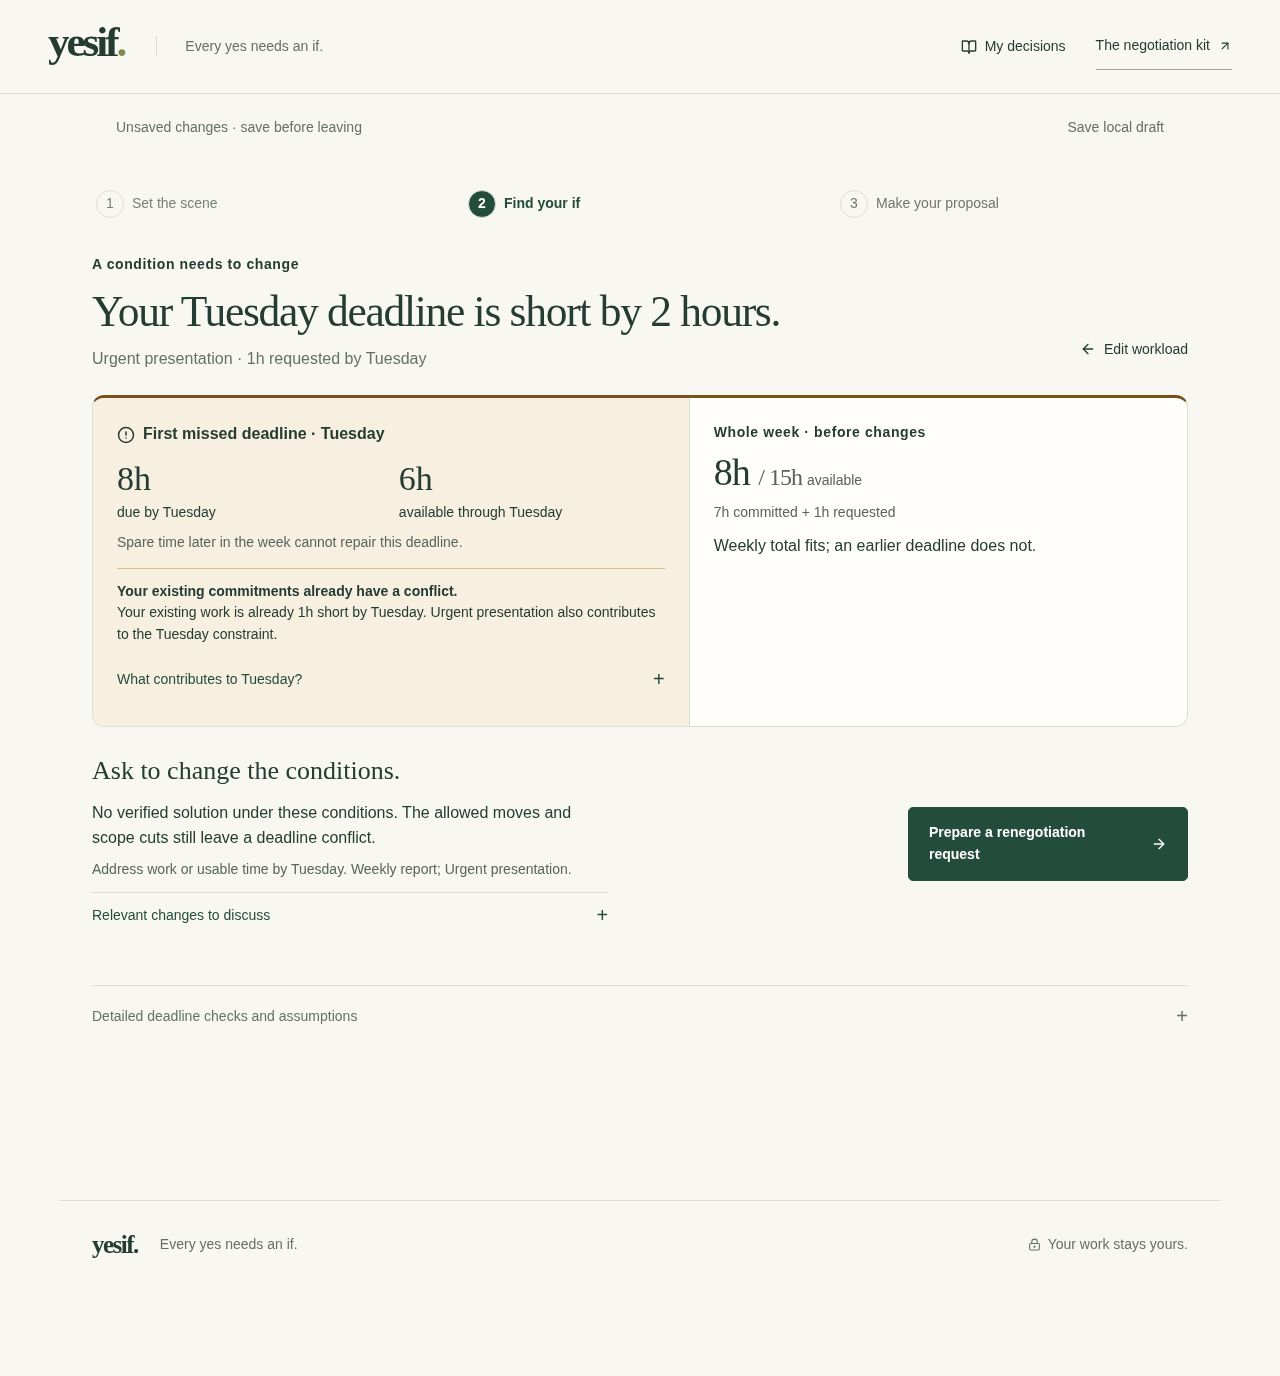 yesif.
Every yes needs an if.
My decisions
The negotiation kit
Unsaved changes · save before leaving
Save local draft
1 Set the scene
2 Find your if
3 Make your proposal
A condition needs to change
Your Tuesday deadline is short by 2 hours.
Urgent presentation · 1h requested by Tuesday
Edit workload
First missed deadline · Tuesday
8h
due by Tuesday
6h
available through Tuesday
Spare time later in the week cannot repair this deadline.
Your existing commitments already have a conflict.
Your existing work is already 1h short by Tuesday. Urgent presentation also contributes
to the Tuesday constraint.
What contributes to Tuesday? +
Whole week · before changes
8h / 15h available
7h committed + 1h requested
Weekly total fits; an earlier deadline does not.
Ask to change the conditions.
No verified solution under these conditions. The allowed moves and
scope cuts still leave a deadline conflict.
Address work or usable time by Tuesday. Weekly report; Urgent presentation.
Relevant changes to discuss +
Prepare a renegotiation
request
Detailed deadline checks and assumptions +
yesif.
Every yes needs an if.
Your work stays yours.